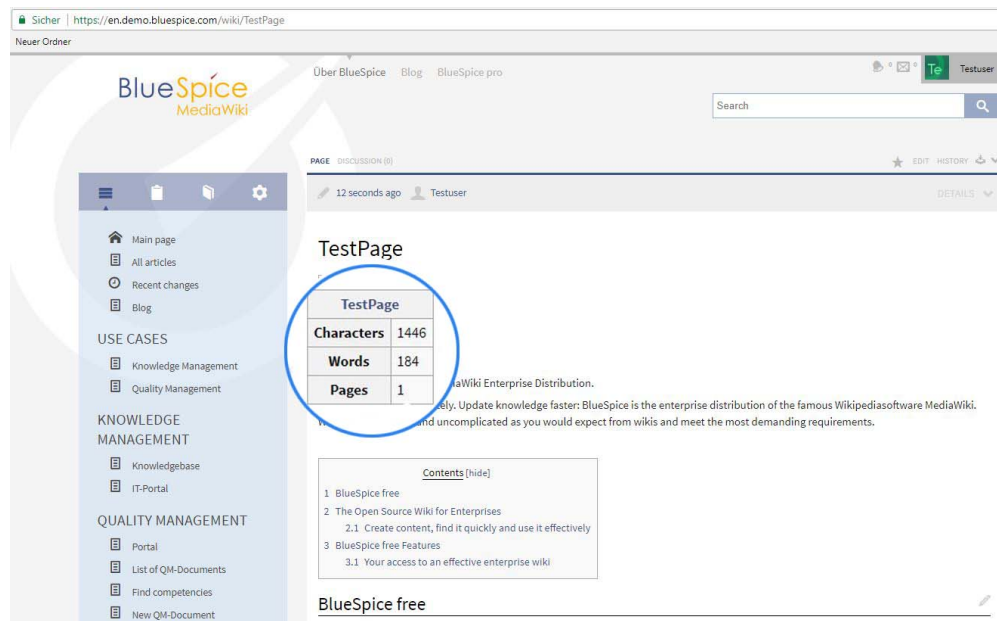 Sicher | https://en.demo.bluespice.com/wiki/TestPage
Neuer Ordner
BlueSpice
MediaWiki
Über BlueSpice Blog BlueSpice pro
Te Testuser
Search
PAGE DISCUSSION (0)
EDIT HISTORY
12 seconds ago Testuser
DETAILS
Main page
All articles
Recent changes
Blog
USE CASES
Knowledge Management
Quality Management
KNOWLEDGE
MANAGEMENT
Knowledgebase
IT-Portal
QUALITY MANAGEMENT
Portal
List of QM-Documents
Find competencies
New QM-Document
TestPage
TestPage
Characters 1446
Words 184
Pages 1
Wiki Enterprise Distribution.
Update knowledge faster: BlueSpice is the enterprise distribution of the famous Wikipediasoftware MediaWiki.
uncomplicated as you would expect from wikis and meet the most demanding requirements.
Contents [hide]
1 BlueSpice free
2 The Open Source Wiki for Enterprises
2.1 Create content, find it quickly and use it effectively
3 BlueSpice free Features
3.1 Your access to an effective enterprise wiki
BlueSpice free